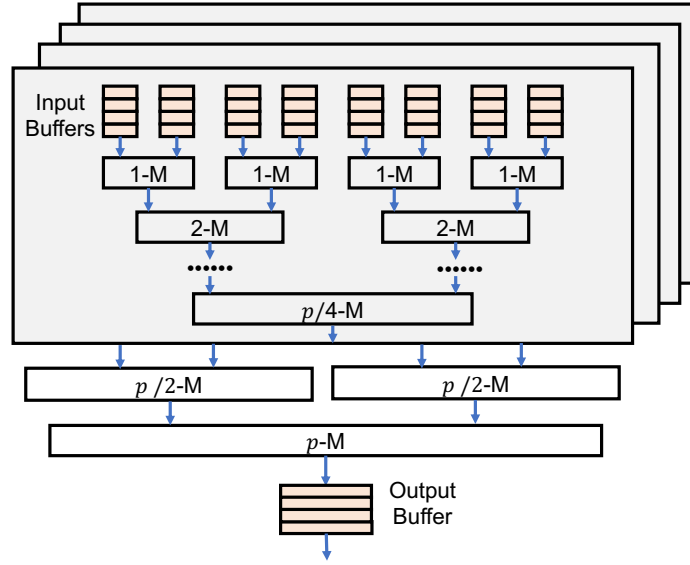 Input
Buffers
1-M 1-M 1-M 1-M
2-M 2-M
...... ......
p/4-M
p /2-M p /2-M
p-M
Output
Buffer